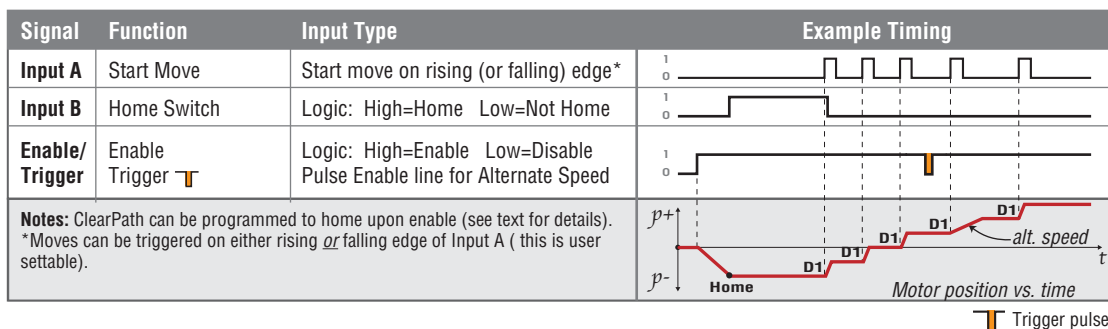 Signal Function Input Type Example Timing
Input A Start Move Start move on rising (or falling) edge*
1
0
Input B Home Switch Logic: High=Home Low=Not Home
1
0
Enable/ Enable Logic: High=Enable Low=Disable
Trigger Trigger Pulse Enable line for Alternate Speed
1
0
Notes: ClearPath can be programmed to home upon enable (see text for details).
*Moves can be triggered on either rising or falling edge of Input A ( this is user
settable).
p+
D1
D1
D1
D1
D1
alt. speed
t
p-
Home
Motor position vs. time
Trigger pulse